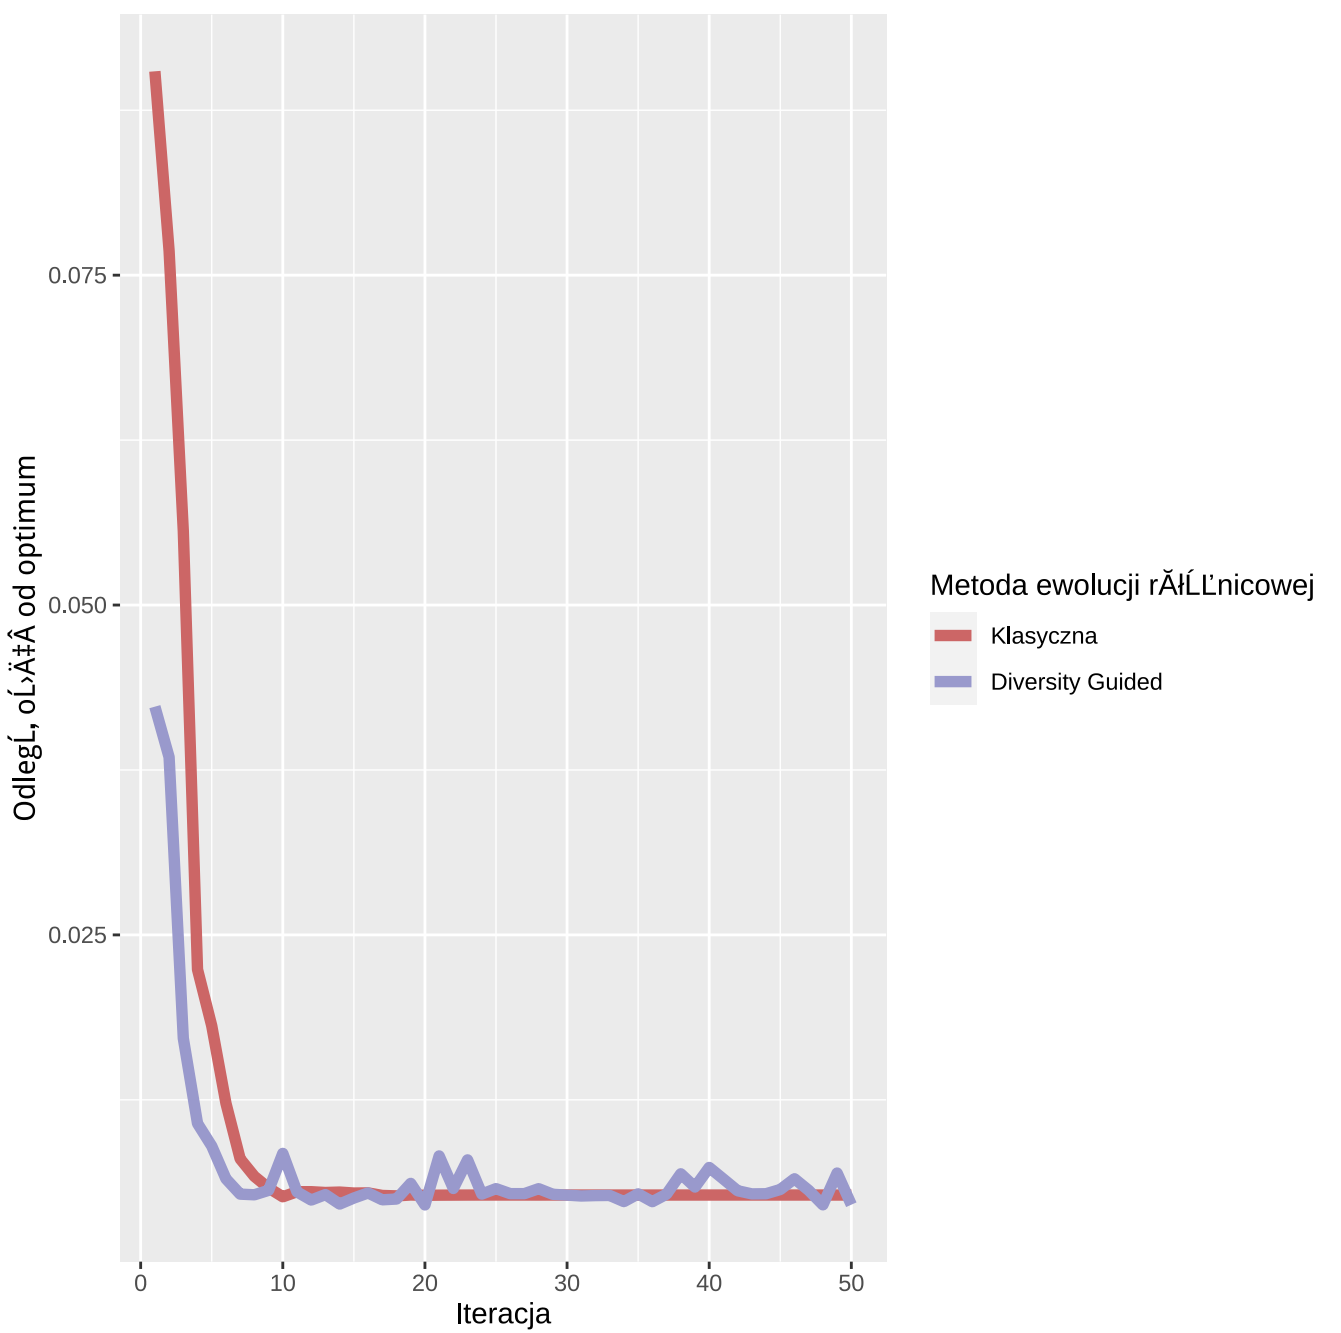 0.075
0.050
0.025
OdlegĹ‚oĹ›Ä‡Â od optimum
0
10
20
30
40
50
Iteracja
Metoda ewolucji rĂłĹĽnicowej
Klasyczna
Diversity Guided